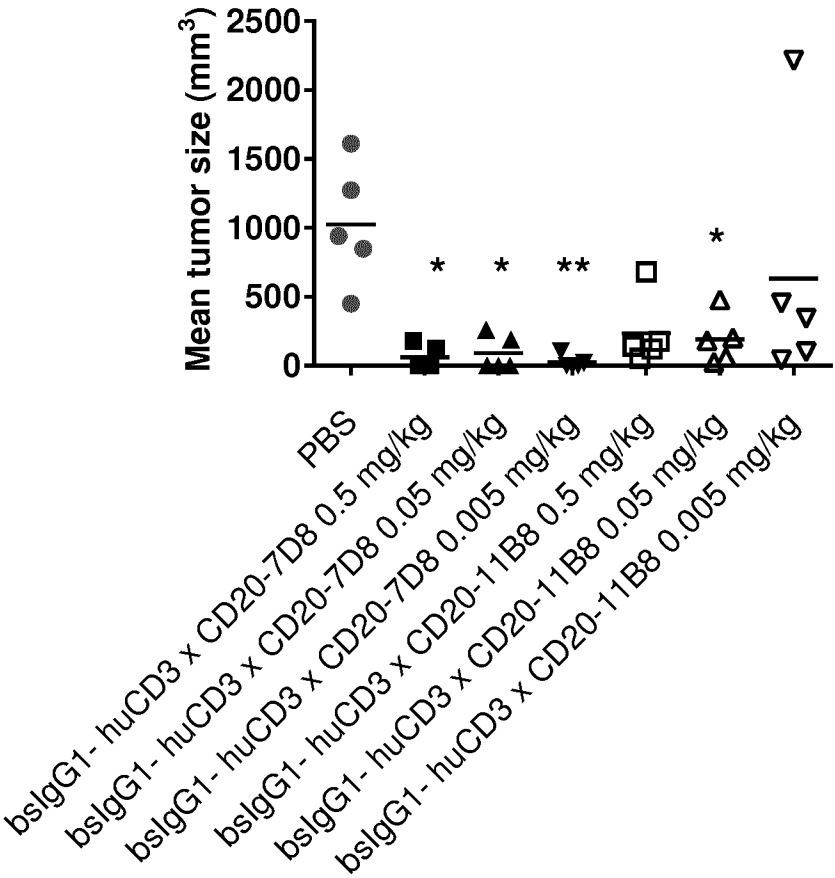 Mean tumor size (mm3)
2500
2000
1500
1000
500
0
*
*
**
*
PBS
bsIgG1- huCD3 x CD20-7D8 0.5 mg/kg
bsIgG1- huCD3 x CD20-7D8 0.05 mg/kg
bsIgG1- huCD3 x CD20-7D8 0.005 mg/kg
bsIgG1- huCD3 x CD20-11B8 0.5 mg/kg
bsIgG1- huCD3 x CD20-11B8 0.05 mg/kg
bsIgG1- huCD3 x CD20-11B8 0.005 mg/kg